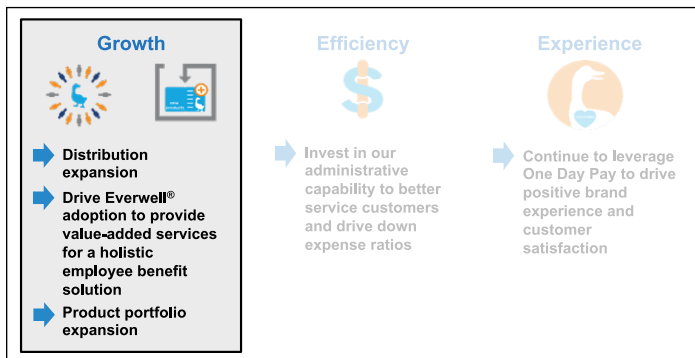 Growth
Distribution
expansion
Drive Everwell®
adoption to provide
value-added services
for a holistic
employee benefit
solution
Product portfolio
expansion
Efficiency
Invest in our
administrative
capability to better
service customers
and drive down
expense ratios
Experience
Continue to leverage
One Day Pay to drive
positive brand
experience and
customer
satisfaction